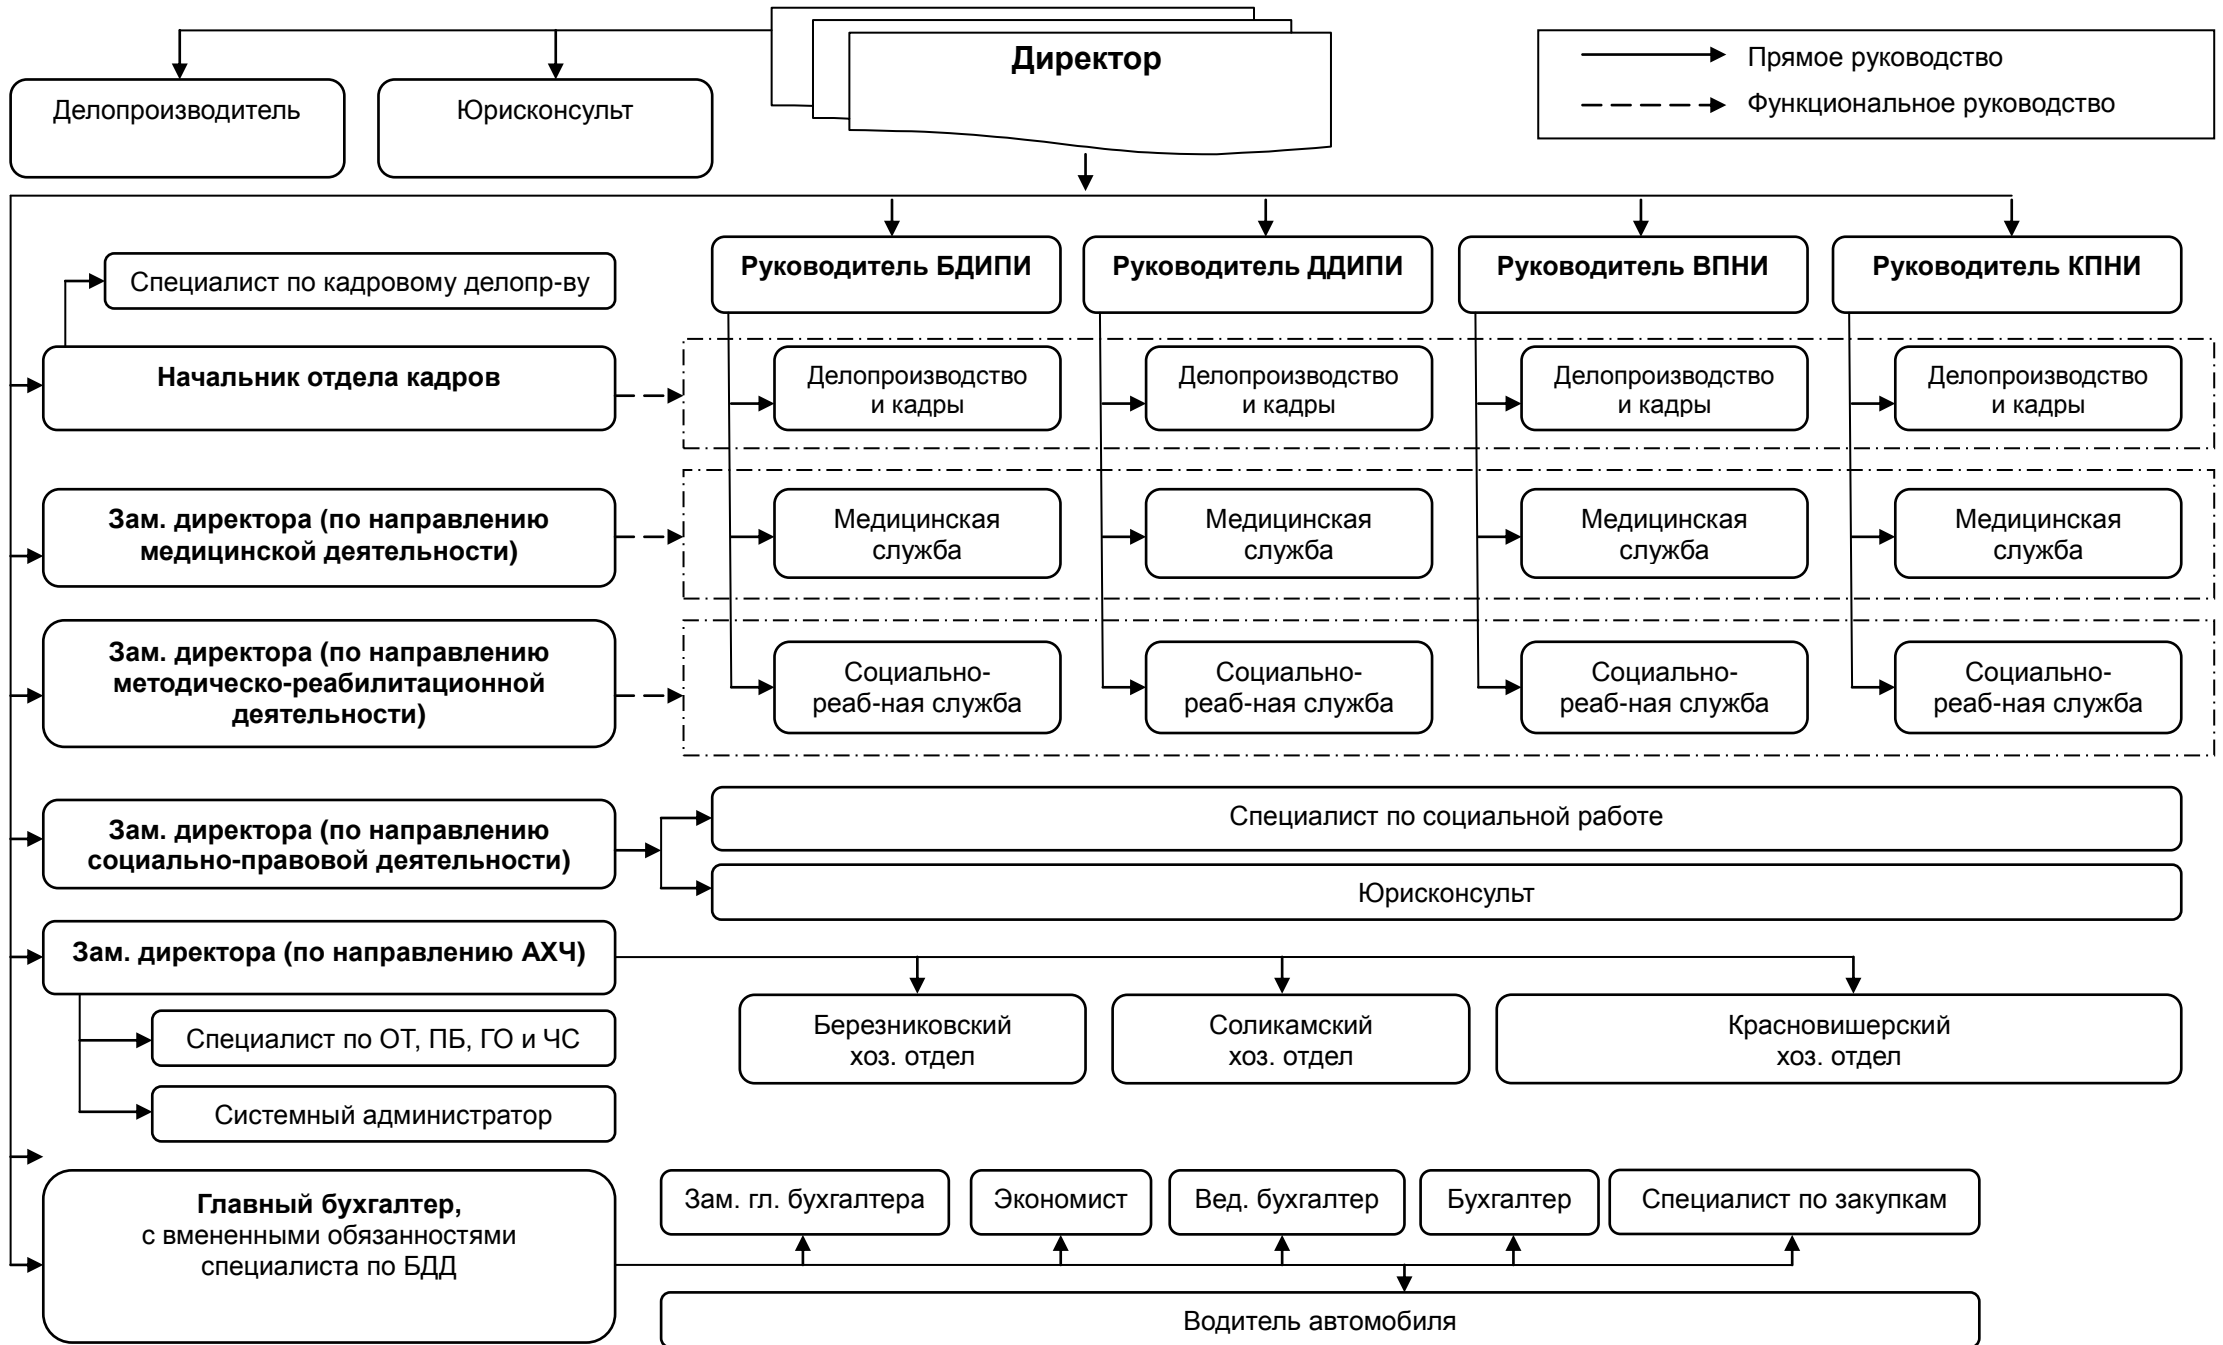 Директор
Делопроизводитель
Юрисконсульт
Прямое руководство
Функциональное руководство
Руководитель БДИПИ
Руководитель ДДИПИ
Руководитель ВПНИ
Руководитель КПНИ
Специалист по кадровому делопр-ву
Начальник отдела кадров
Делопроизводство
и кадры
Делопроизводство
и кадры
Делопроизводство
и кадры
Делопроизводство
и кадры
Зам. директора (по направлению
медицинской деятельности)
Медицинская
служба
Медицинская
служба
Медицинская
служба
Медицинская
служба
Зам. директора (по направлению
методическо-реабилитационной
деятельности)
Социально-
реаб-ная служба
Социально-
реаб-ная служба
Социально-
реаб-ная служба
Социально-
реаб-ная служба
Зам. директора (по направлению
социально-правовой деятельности)
Специалист по социальной работе
Юрисконсульт
Зам. директора (по направлению АХЧ)
Березниковский
хоз. отдел
Соликамский
хоз. отдел
Красновишерский
хоз. отдел
Специалист по ОТ, ПБ, ГО и ЧС
Системный администратор
Главный бухгалтер,
с вмененными обязанностями
специалиста по БДД
Зам. гл. бухгалтера
Экономист
Вед. бухгалтер
Бухгалтер
Специалист по закупкам
Водитель автомобиля